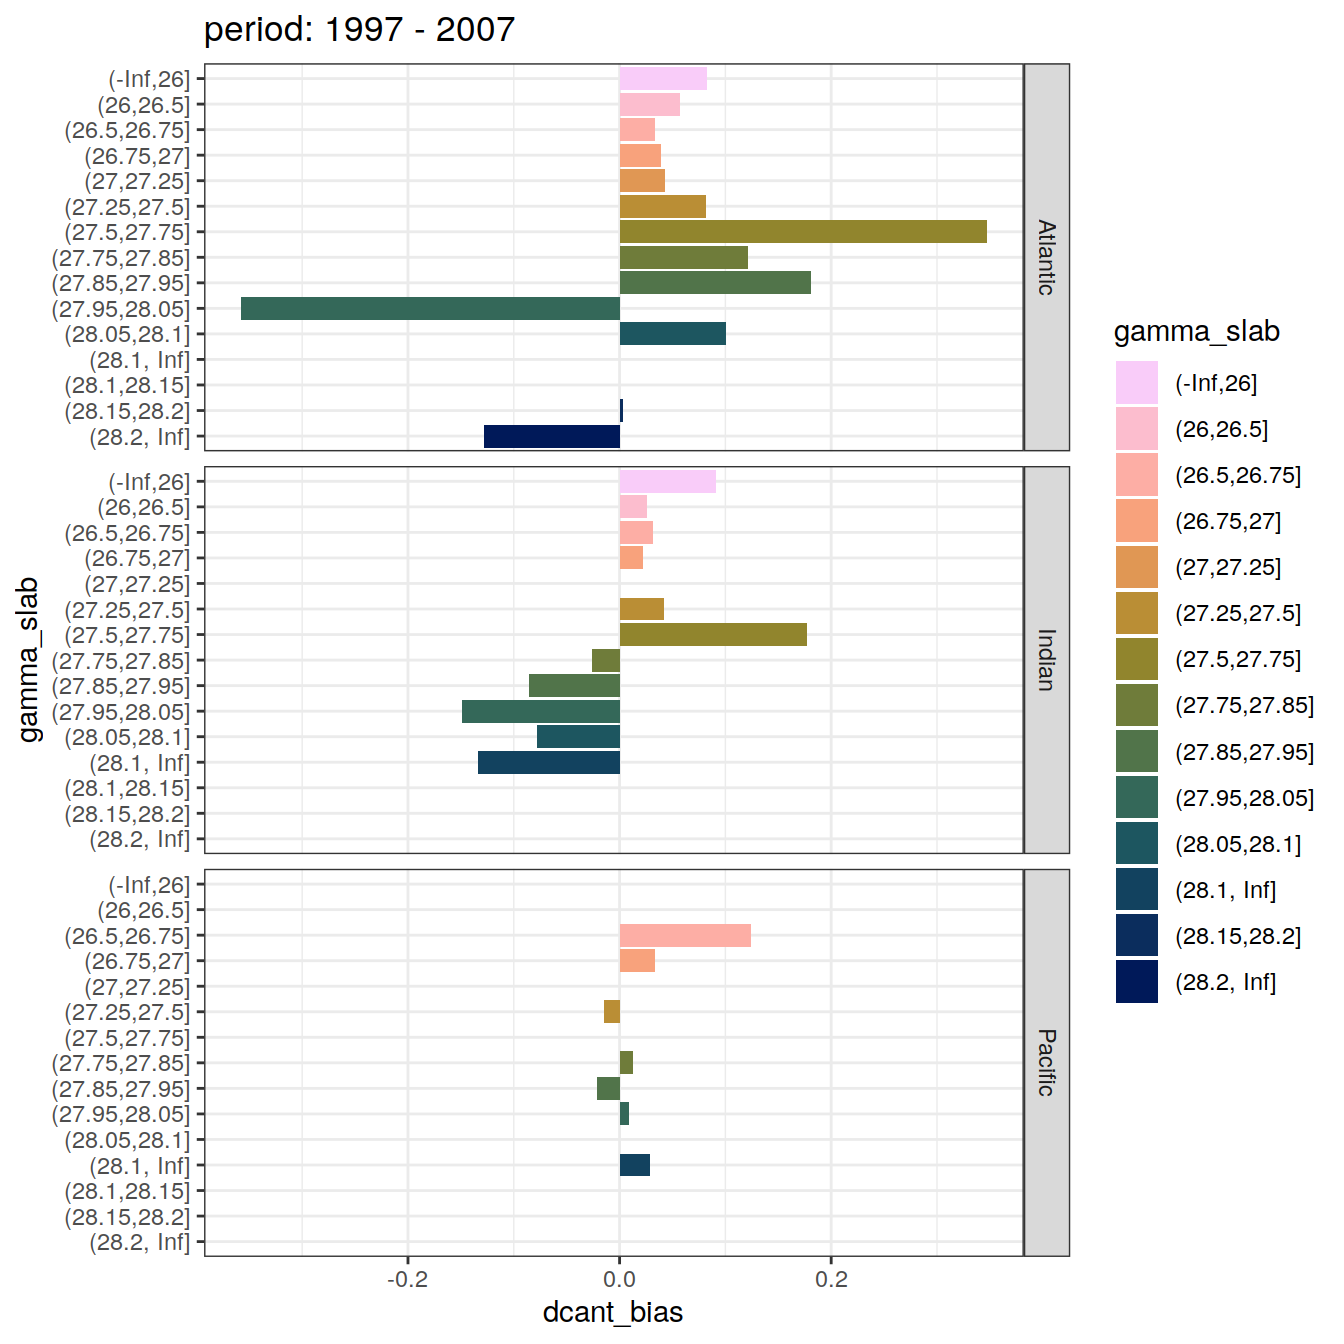 period: 1997 - 2007
gamma_slab
(-Inf,26]
(26,26.5]
(26.5,26.75]
(26.75,27]
(27,27.25]
(27.25,27.5]
(27.5,27.75]
(27.75,27.85]
(27.85,27.95]
(27.95,28.05]
(28.05,28.1]
(28.1, Inf]
(28.1,28.15]
(28.15,28.2]
(28.2, Inf]
Atlantic
(-Inf,26]
(26,26.5]
(26.5,26.75]
(26.75,27]
(27,27.25]
(27.25,27.5]
(27.5,27.75]
(27.75,27.85]
(27.85,27.95]
(27.95,28.05]
(28.05,28.1]
(28.1, Inf]
(28.1,28.15]
(28.15,28.2]
(28.2, Inf]
Indian
(-Inf,26]
(26,26.5]
(26.5,26.75]
(26.75,27]
(27,27.25]
(27.25,27.5]
(27.5,27.75]
(27.75,27.85]
(27.85,27.95]
(27.95,28.05]
(28.05,28.1]
(28.1, Inf]
(28.1,28.15]
(28.15,28.2]
(28.2, Inf]
Pacific
-0.2 0.0 0.2
dcant_bias
gamma_slab
(-Inf,26]
(26,26.5]
(26.5,26.75]
(26.75,27]
(27,27.25]
(27.25,27.5]
(27.5,27.75]
(27.75,27.85]
(27.85,27.95]
(27.95,28.05]
(28.05,28.1]
(28.1, Inf]
(28.15,28.2]
(28.2, Inf]